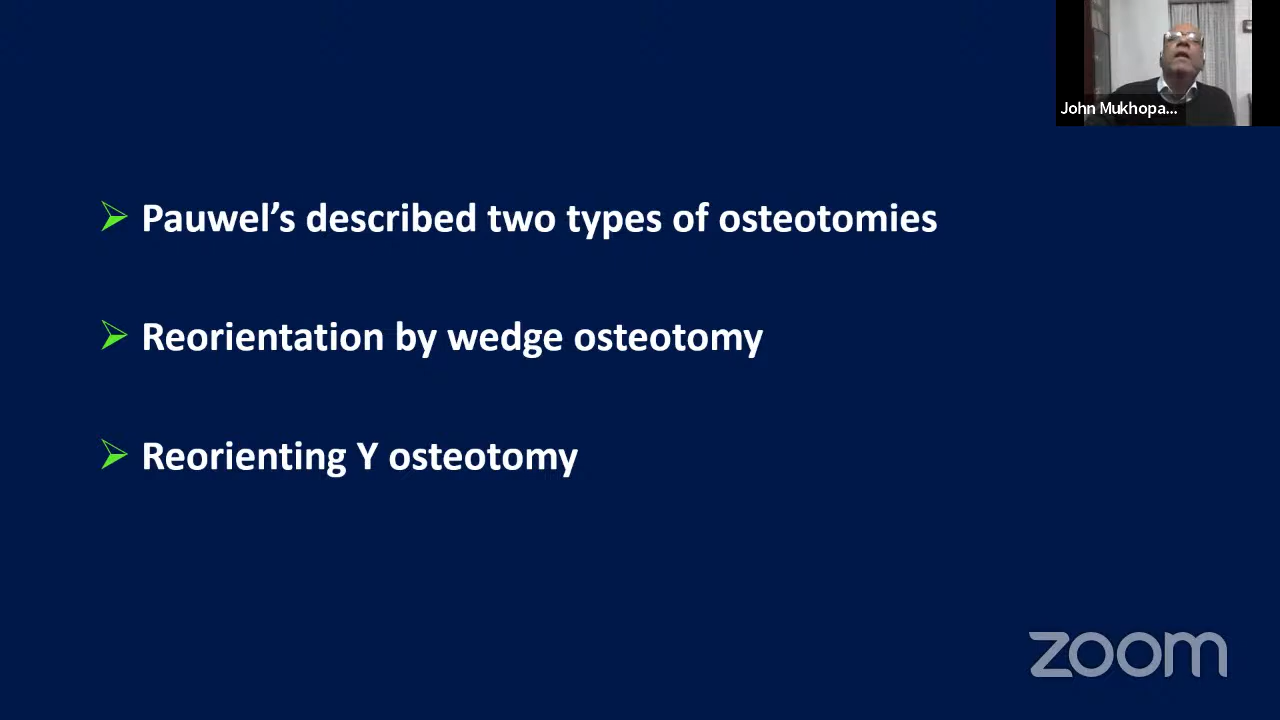 John Mukhopa...
Pauwel’s described two types of osteotomies
Reorientation by wedge osteotomy
Reorienting Y osteotomy
zoom